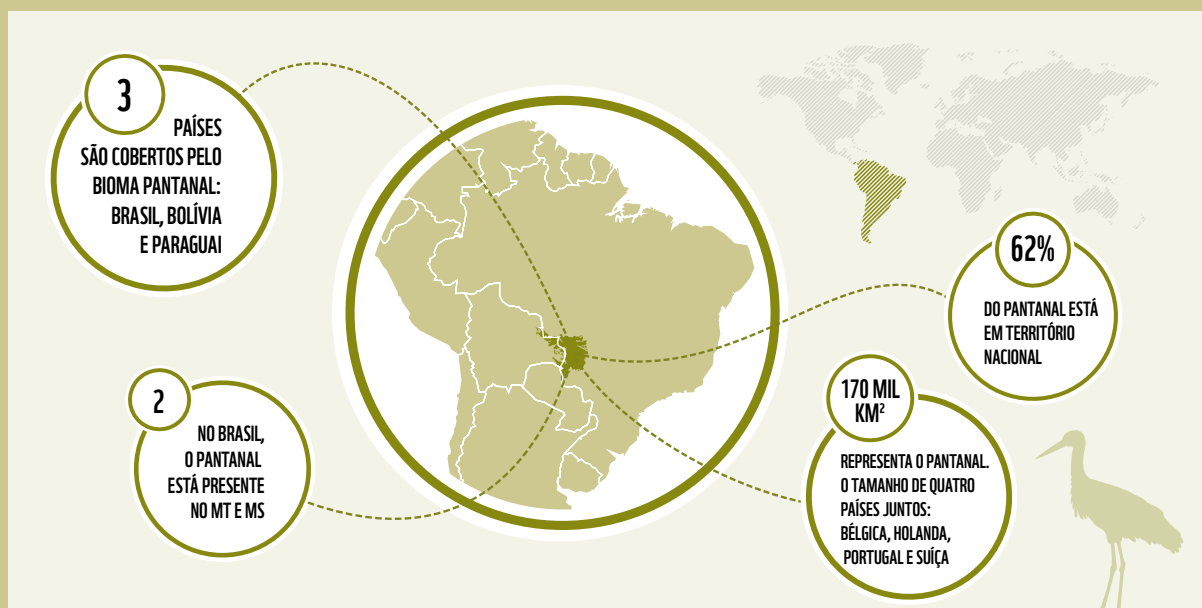 3
PAÍSES
SÃO COBERTOS PELO
BIOMA PANTANAL:
BRASIL, BOLÍVIA
E PARAGUAI
62%
DO PANTANAL ESTÁ
EM TERRITÓRIO
NACIONAL
2
NO BRASIL,
O PANTANAL
ESTÁ PRESENTE
NO MT E MS
170 MIL
KM²
REPRESENTA O PANTANAL.
O TAMANHO DE QUATRO
PAÍSES JUNTOS:
BÉLGICA, HOLANDA,
PORTUGAL E SUÍÇA